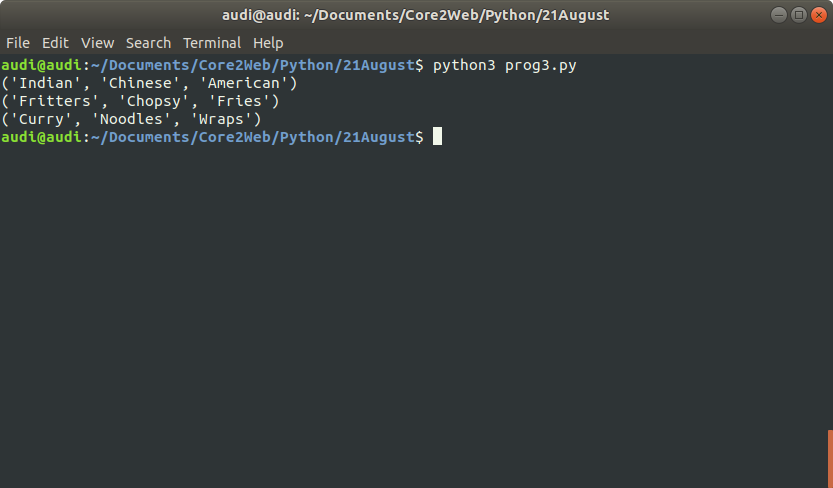 audi@audi: ~/Documents/Core2Web/Python/21August
File Edit View Search Terminal Help
audi@audi:~/Documents/Core2Web/Python/21August$ python3 prog3.py
('Indian', 'Chinese', 'American')
('Fritters', 'Chopsy', 'Fries')
('Curry', 'Noodles', 'Wraps')
audi@audi:~/Documents/Core2Web/Python/21August$